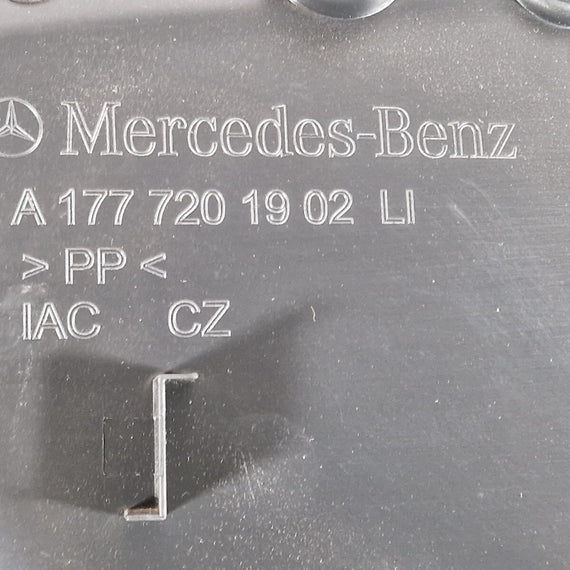 Mercedes-Benz
A 177 720 19 02 LI
> PP <
IAC CZ